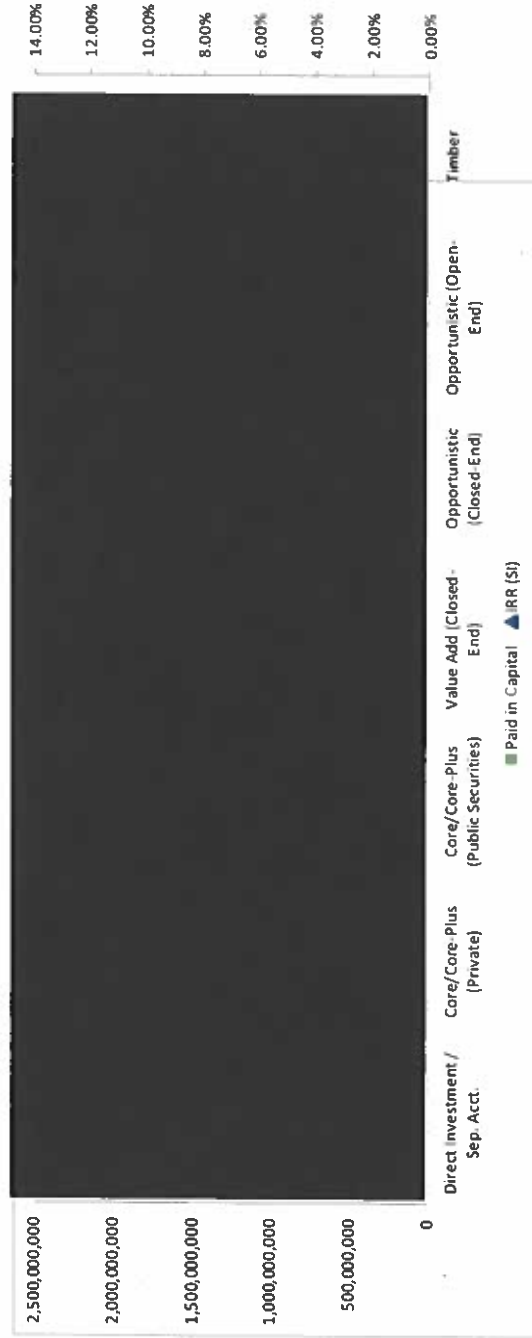 2,500,000,000
2,000,000,000
1,500,000,000
1,000,000,000
500,000,000
0
14.00%
12.00%
10.00%
8.00%
6.00%
4.00%
2.00%
0.00%
Direct Investment /
Sep. Acct.
Core/Core-Plus
(Private)
Core/Core-Plus
(Public Securities)
Value Add (Closed-
End)
Opportunistic
(Closed-End)
Opportunistic (Open-
End)
Timber
Paid in Capital IRR (SI)